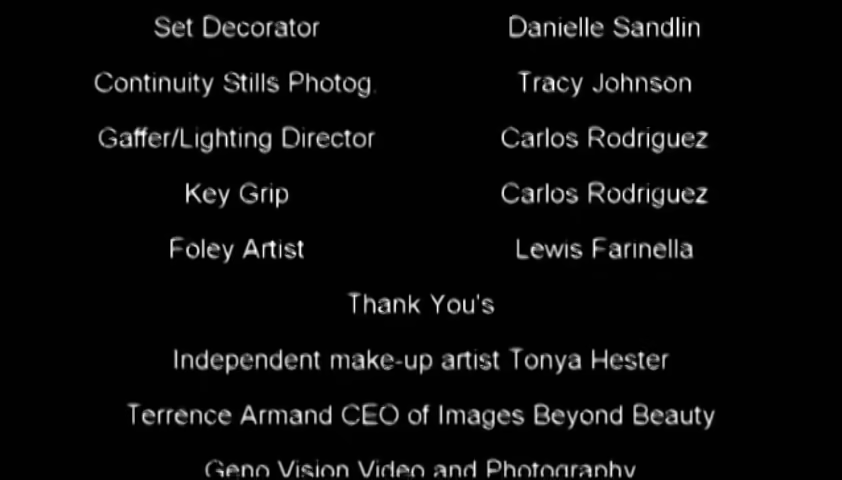 Set Decorator Danielle Sandlin
Continuity Stills Photog. Tracy Johnson
Gaffer/Lighting Director Carlos Rodriguez
Key Grip Carlos Rodriguez
Foley Artist Lewis Farinella
Thank You's
Independent make-up artist Tonya Hester
Terrence Armand CEO of Images Beyond Beauty
Geno Vision Video and Photography